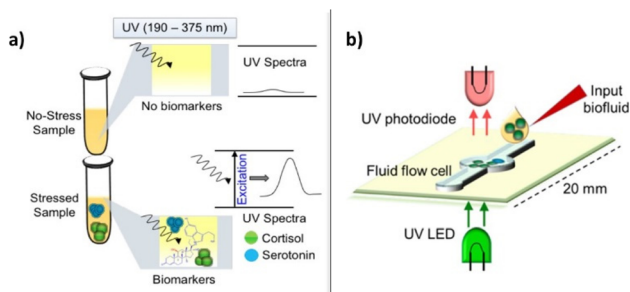 a)
UV (190 – 375 nm)
UV Spectra
No biomarkers
No-Stress
Sample
Excitation
Stressed
Sample
UV Spectra
Cortisol
Serotonin
Biomarkers
b)
Input
biofluid
UV photodiode
Fluid flow cell
20 mm
UV LED